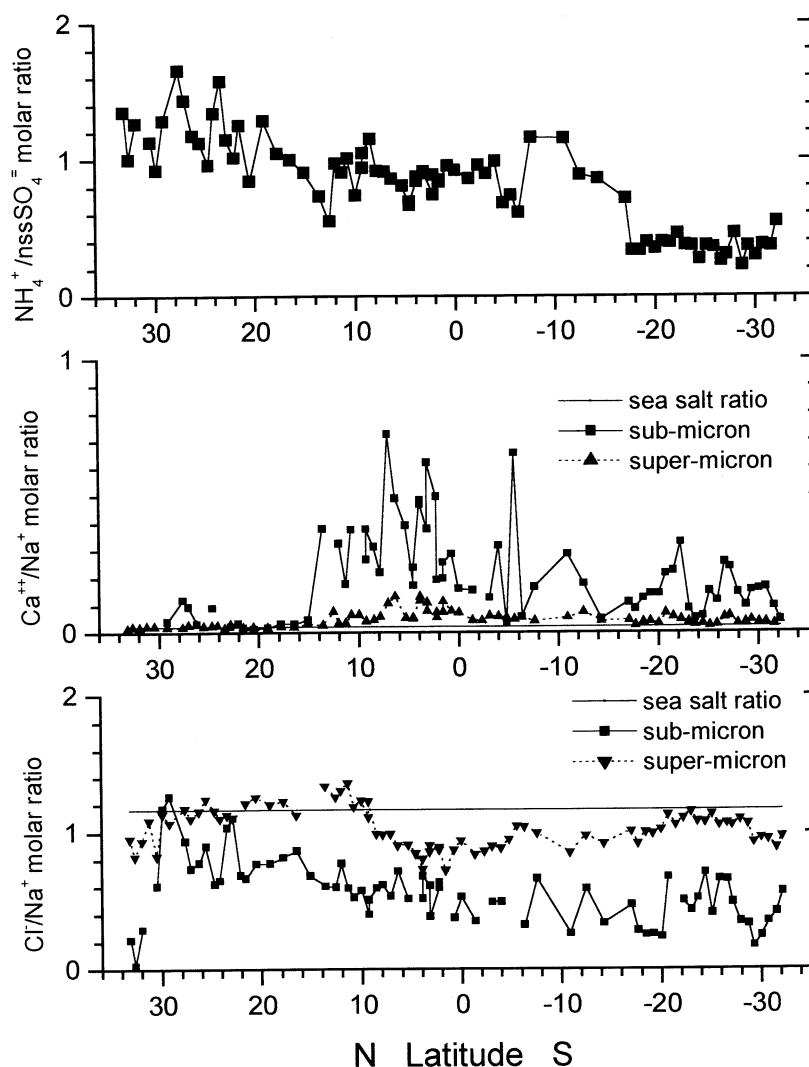 2
1
0
NH₄⁺/nssSO₄⁼ molar ratio
30 20 10 0 -10 -20 -30
1
0
Ca⁺⁺/Na⁺ molar ratio
sea salt ratio
sub-micron
super-micron
30 20 10 0 -10 -20 -30
2
1
0
Cl⁻/Na⁺ molar ratio
sea salt ratio
sub-micron
super-micron
30 20 10 0 -10 -20 -30
N Latitude S